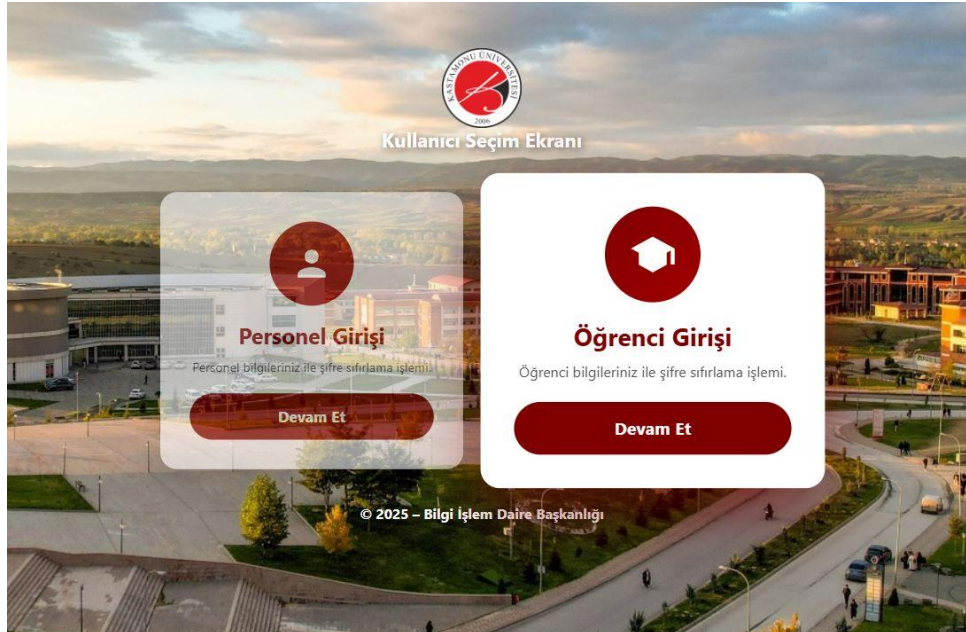 KASTAMONU ÜNİVERSİTESİ
2006
Kullanıcı Seçim Ekranı
Personel Girişi
Personel bilgileriniz ile şifre sıfırlama işlemi.
Devam Et
Öğrenci Girişi
Öğrenci bilgileriniz ile şifre sıfırlama işlemi.
Devam Et
© 2025 – Bilgi İşlem Daire Başkanlığı